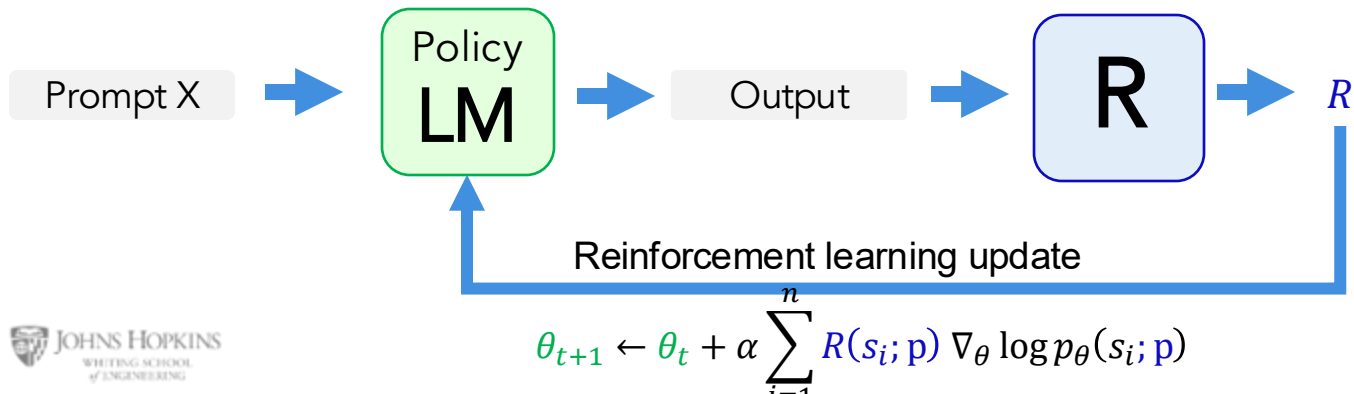 Prompt X
Policy
LM
Output
R
R
Reinforcement learning update
θ_{t+1} ← θ_t + α ∑_{i=1}^{n} R(s_i; p) ∇_θ log p_θ(s_i; p)
JOHNS HOPKINS
WHITING SCHOOL
of ENGINEERING